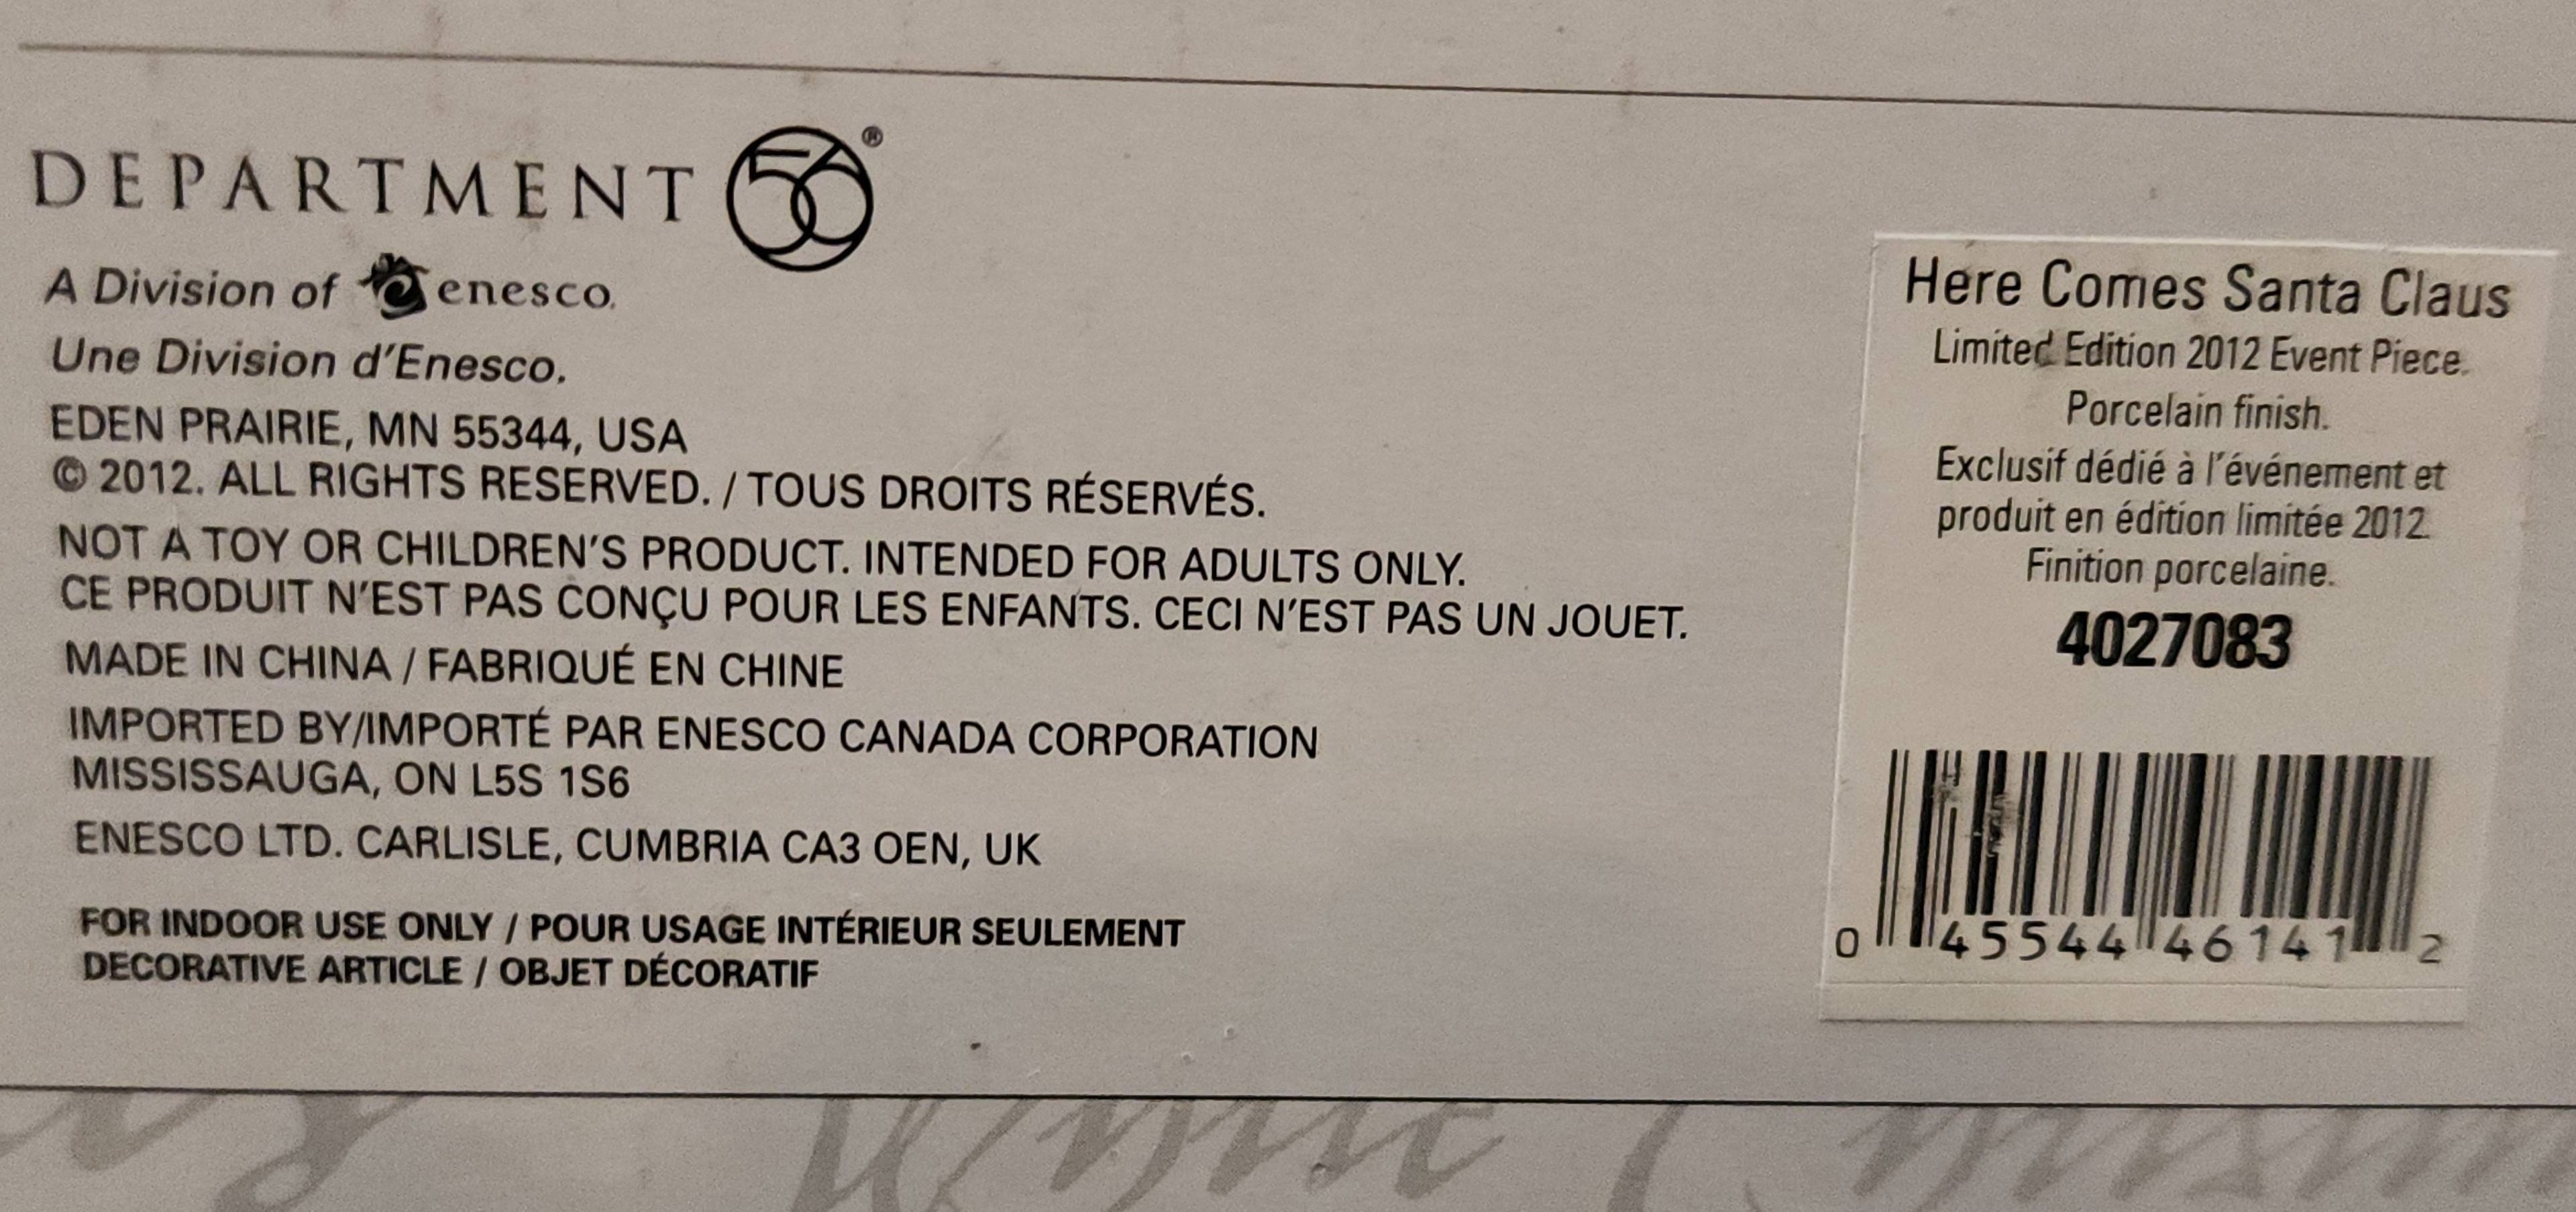 DEPARTMENT 56®
A Division of enesco.
Une Division d'Enesco.
EDEN PRAIRIE, MN 55344, USA
© 2012. ALL RIGHTS RESERVED. / TOUS DROITS RÉSERVÉS.
NOT A TOY OR CHILDREN'S PRODUCT. INTENDED FOR ADULTS ONLY.
CE PRODUIT N'EST PAS CONÇU POUR LES ENFANTS. CECI N'EST PAS UN JOUET.
MADE IN CHINA / FABRIQUÉ EN CHINE
IMPORTED BY/IMPORTÉ PAR ENESCO CANADA CORPORATION
MISSISSAUGA, ON L5S 1S6
ENESCO LTD. CARLISLE, CUMBRIA CA3 OEN, UK
FOR INDOOR USE ONLY / POUR USAGE INTÉRIEUR SEULEMENT
DECORATIVE ARTICLE / OBJET DÉCORATIF
Here Comes Santa Claus
Limited Edition 2012 Event Piece.
Porcelain finish.
Exclusif dédié à l'événement et
produit en édition limitée 2012.
Finition porcelaine.
4027083
0 45544 46141 2